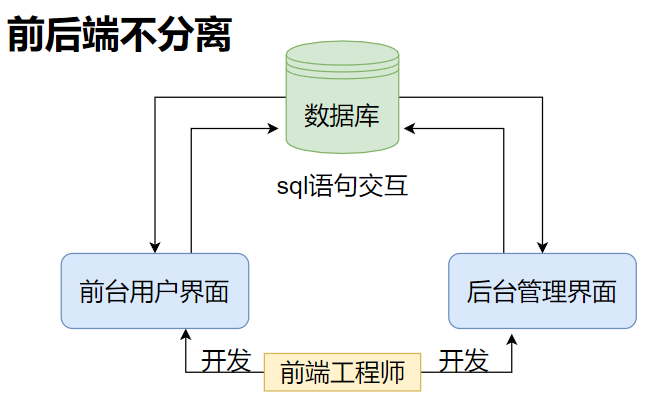 前后端不分离
数据库
sql语句交互
前台用户界面
后台管理界面
开发
前端工程师
开发